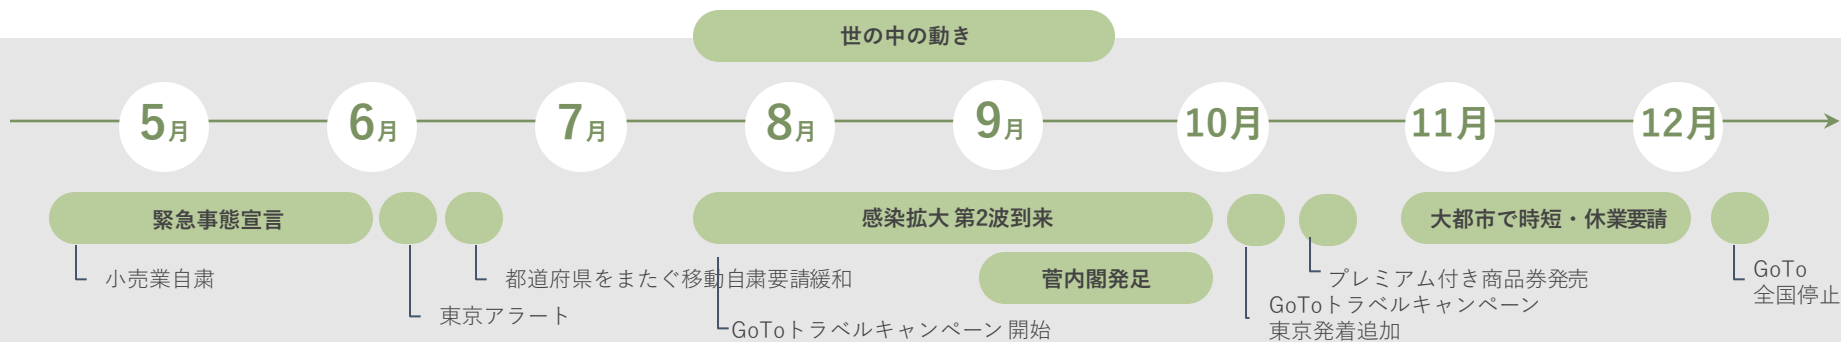 世の中の動き
5月
6月
7月
8月
9月
10月
11月
12月
緊急事態宣言
感染拡大 第2波到来
大都市で時短・休業要請
菅内閣発足
小売業自粛
都道府県をまたぐ移動自粛要請緩和
プレミアム付き商品券発売
GoTo
全国停止
東京アラート
GoToトラベルキャンペーン 開始
GoToトラベルキャンペーン
東京発着追加